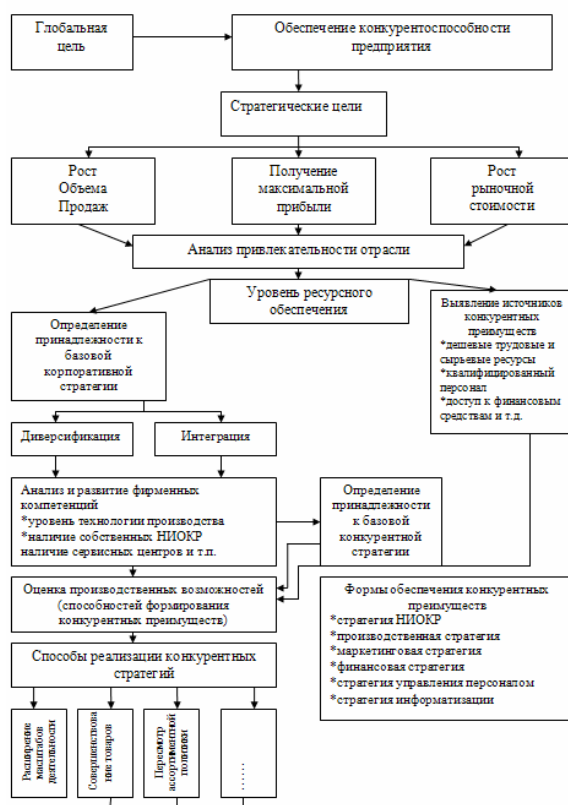 Глобальная
цель
Обеспечение конкурентоспособности
предприятия
Стратегические цели
Рост
Объема
Продаж
Получение
максимальной
прибыли
Рост
рыночной
стоимости
Анализ привлекательности отрасли
Уровень ресурсного
обеспечения
Определение
принадлежности к
базовой
корпоративной
стратегии
Выявление источников
конкурентных
преимуществ
*дешевые трудовые и
сырьевые ресурсы
*квалифицированный
персонал
*доступ к финансовым
средствам и т.д.
Диверсификация
Интеграция
Анализ и развитие фирменных
компетенций
*уровень технологии производства
*наличие собственных НИОКР
наличие сервисных центров и т.п.
Определение
принадлежности
к базовой
конкурентной
стратегии
Оценка производственных возможностей
(способностей формирования
конкурентных преимуществ)
Формы обеспечения конкурентных
преимуществ
*стратегия НИОКР
*производственная стратегия
*маркетинговая стратегия
*финансовая стратегия
*стратегия управления персоналом
*стратегия информатизации
Способы реализации конкурентных
стратегий
Расширение
масштабов
деятельности
Совершенствова
ние товаров
Пересмотр
ассортиментной
политики
......